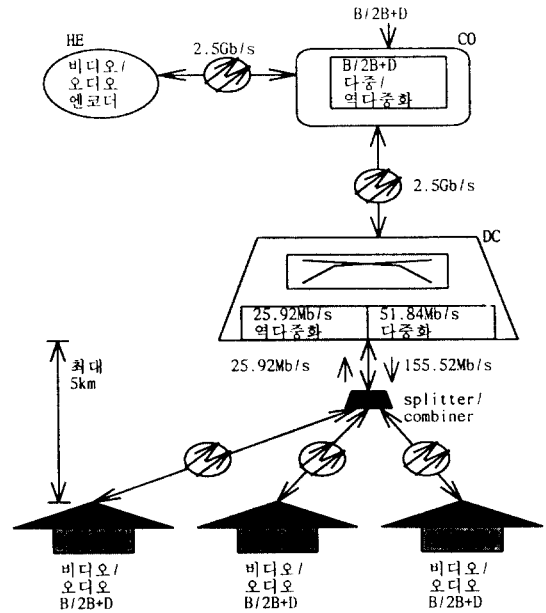 B/2B+D
HE
CO
2.5Gb/s
비디오/
오디오
엔코더
B/2B+D
다중/
역다중화
2.5Gb/s
DC
25.92Mb/s
역다중화
51.84Mb/s
다중화
최대
5km
25.92Mb/s
155.52Mb/s
splitter/
combiner
비디오/
오디오
B/2B+D
비디오/
오디오
B/2B+D
비디오/
오디오
B/2B+D